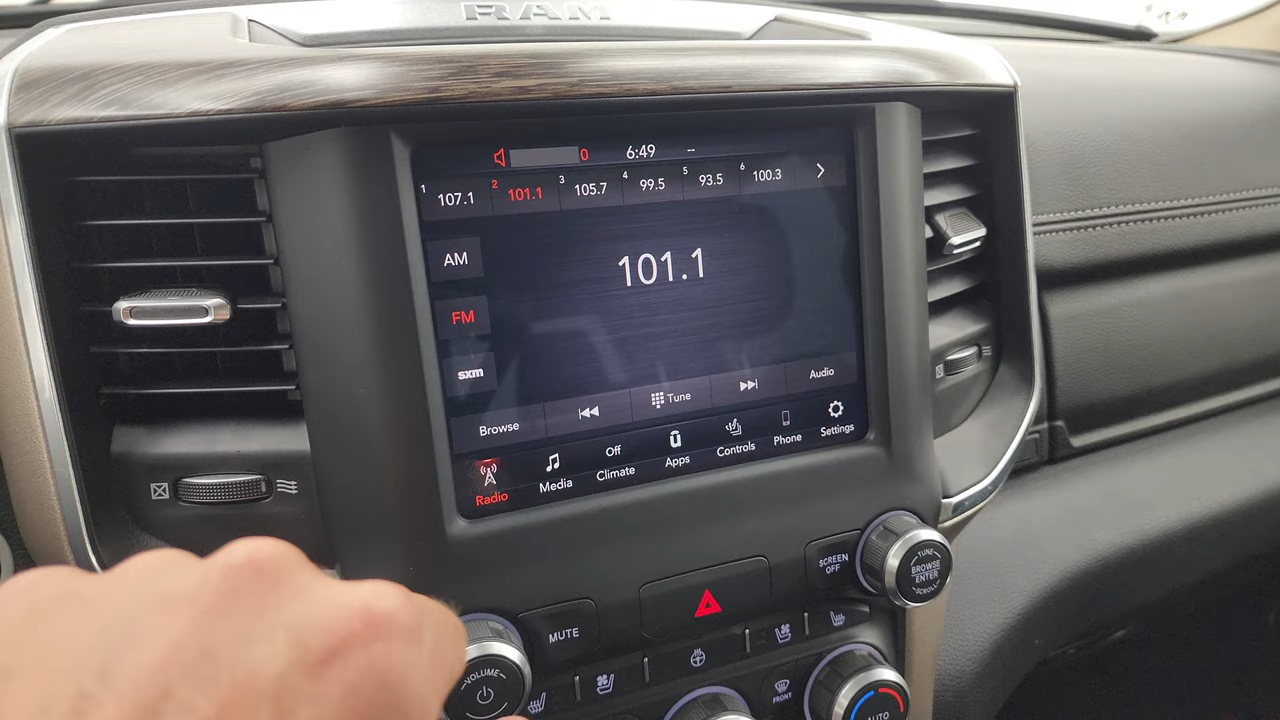 RAM
0 6:49 --
1 107.1 2 101.1 3 105.7 4 99.5 5 93.5 6 100.3
AM
101.1
FM
sxm
Browse Tune Audio
Radio Media Off Climate Apps Controls Phone Settings
SCREEN OFF
TUNE
BROWSE
ENTER
SCROLL
MUTE
VOLUME
FRONT
AUTO